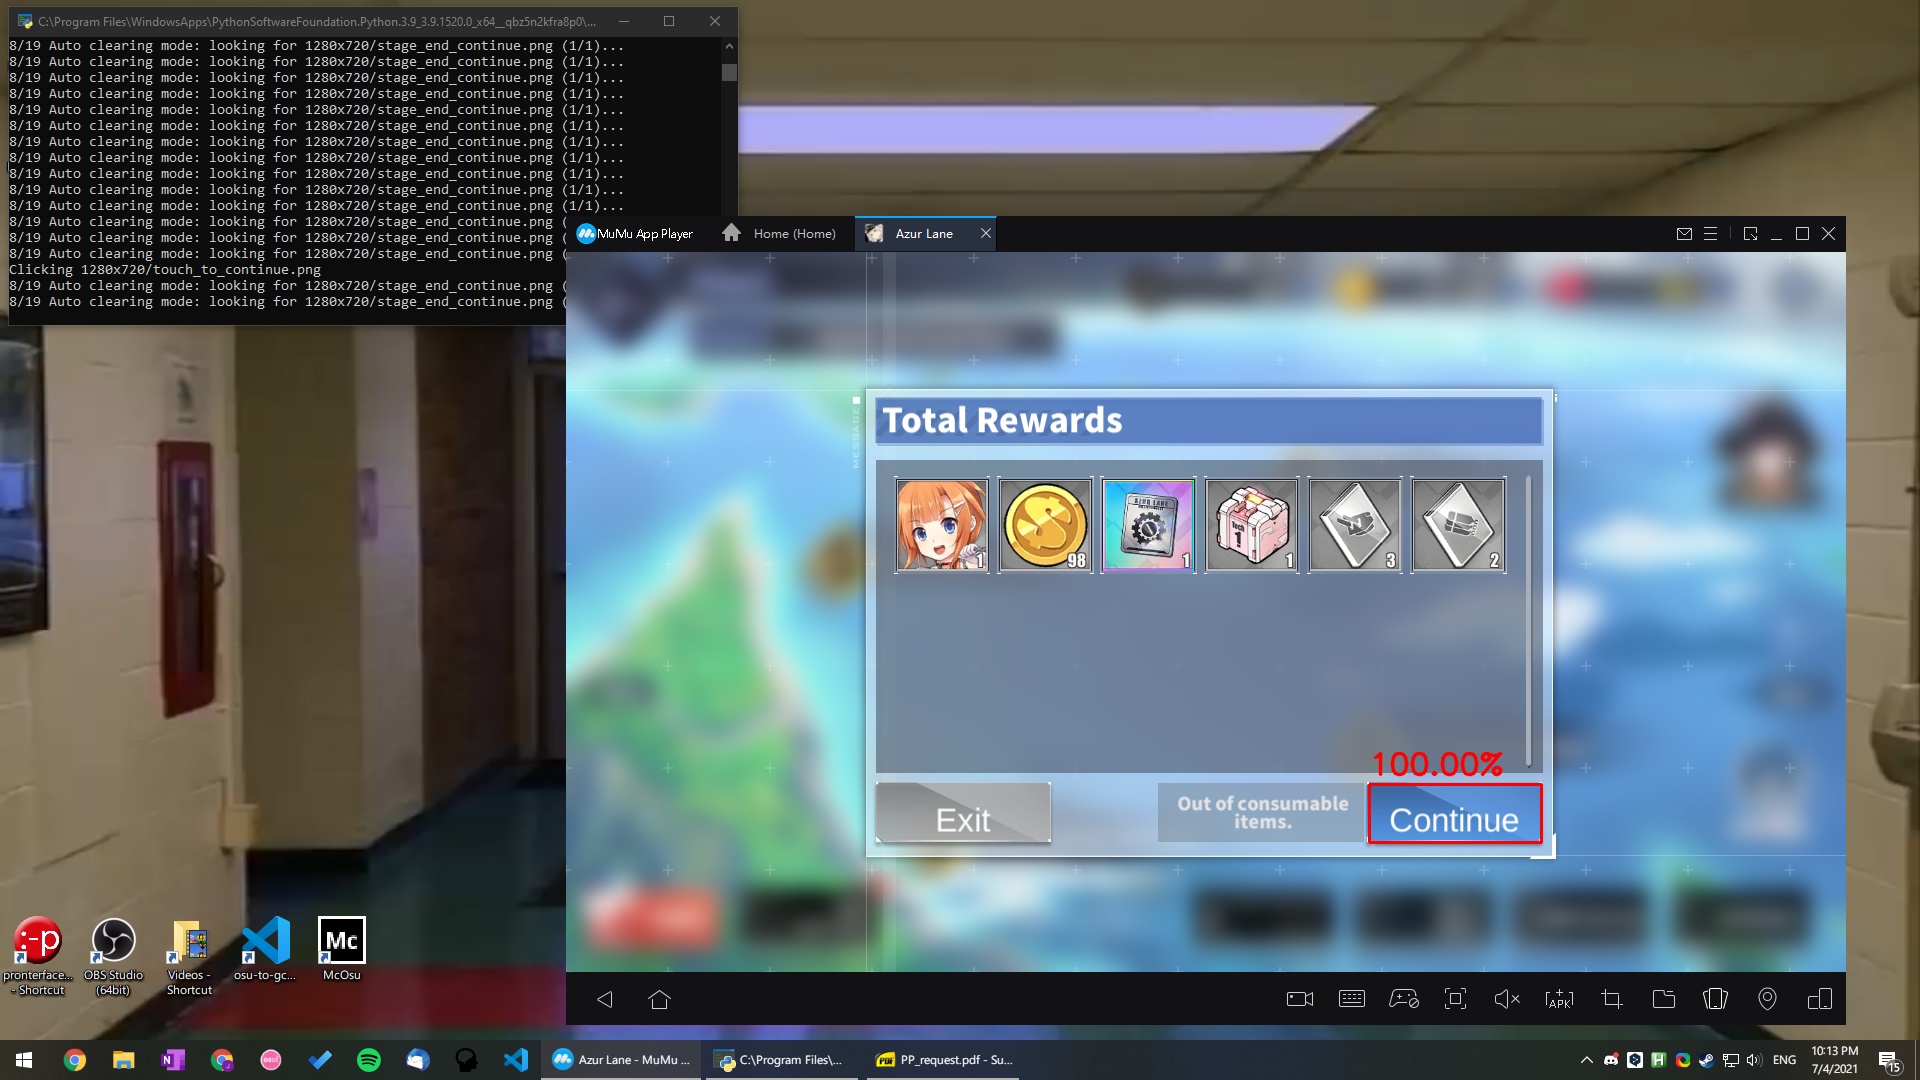 C:\Program Files\WindowsApps\PythonSoftwareFoundation.Python.3.9_3.9.1520.0_x64__qbz5n2kfra8p0\...
8/19 Auto clearing mode: looking for 1280x720/stage_end_continue.png (1/1)...
8/19 Auto clearing mode: looking for 1280x720/stage_end_continue.png (1/1)...
8/19 Auto clearing mode: looking for 1280x720/stage_end_continue.png (1/1)...
8/19 Auto clearing mode: looking for 1280x720/stage_end_continue.png (1/1)...
8/19 Auto clearing mode: looking for 1280x720/stage_end_continue.png (1/1)...
8/19 Auto clearing mode: looking for 1280x720/stage_end_continue.png (1/1)...
8/19 Auto clearing mode: looking for 1280x720/stage_end_continue.png (1/1)...
8/19 Auto clearing mode: looking for 1280x720/stage_end_continue.png (1/1)...
8/19 Auto clearing mode: looking for 1280x720/stage_end_continue.png (1/1)...
8/19 Auto clearing mode: looking for 1280x720/stage_end_continue.png (1/1)...
8/19 Auto clearing mode: looking for 1280x720/stage_end_continue.png (1/1)...
8/19 Auto clearing mode: looking for 1280x720/stage_end_continue.png (
8/19 Auto clearing mode: looking for 1280x720/stage_end_continue.png (
8/19 Auto clearing mode: looking for 1280x720/stage_end_continue.png (
Clicking 1280x720/touch_to_continue.png
8/19 Auto clearing mode: looking for 1280x720/stage_end_continue.png (
8/19 Auto clearing mode: looking for 1280x720/stage_end_continue.png (
MuMu App Player
Home (Home)
Azur Lane
MESSAGE
Total Rewards
1
98
AZUR LANE
1
Tech
1
1
3
2
100.00%
Exit
Out of consumable
items.
Continue
APK
:-p
Mc
pronterface...
- Shortcut
OBS Studio
(64bit)
Videos -
Shortcut
osu-to-gc...
McOsu
osu!
Azur Lane - MuMu ...
C:\Program Files\...
PDF
PP_request.pdf - Su...
ENG
10:13 PM
7/4/2021
15